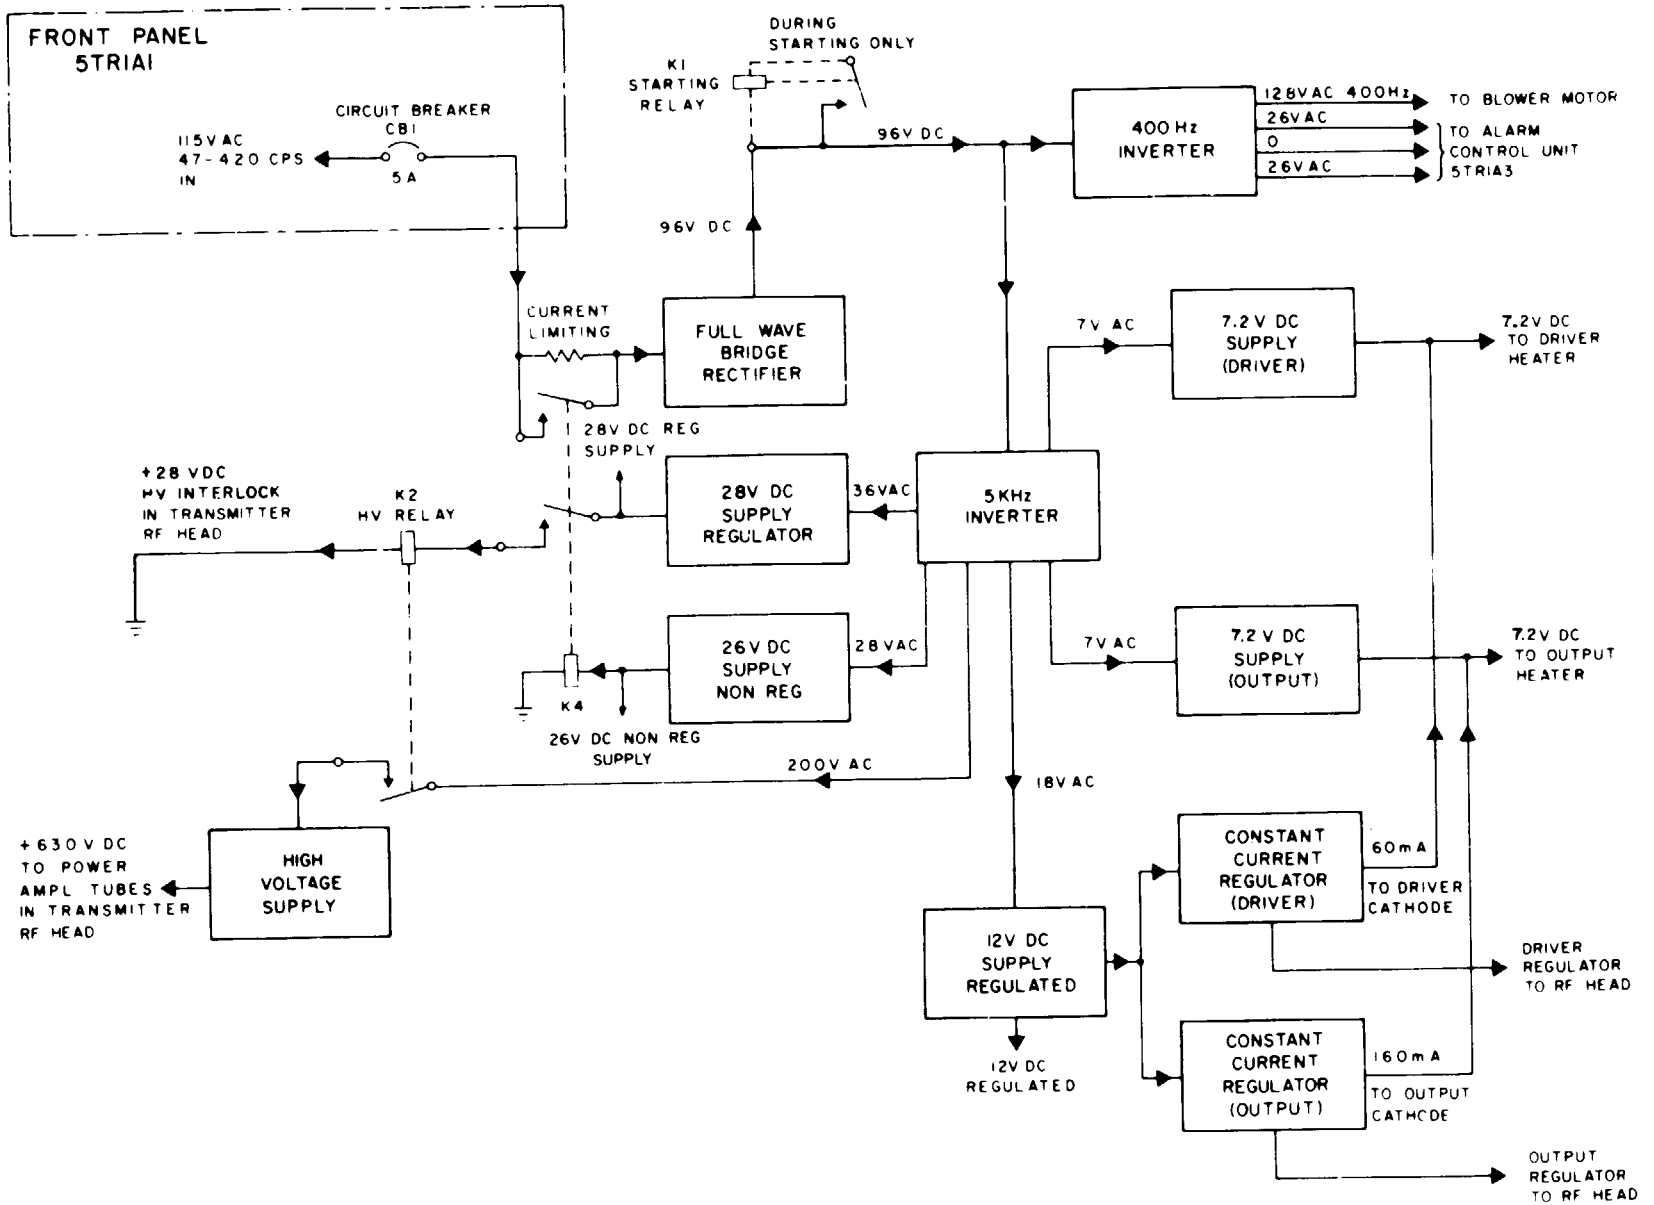 FRONT PANEL
5TRIA1
CIRCUIT BREAKER
CB1
115VAC
47-420 CPS
IN
5A
DURING
STARTING ONLY
K1
STARTING
RELAY
96V DC
96V DC
400Hz
INVERTER
128VAC 400Hz
26VAC
0
26VAC
TO BLOWER MOTOR
TO ALARM
CONTROL UNIT
5TRIA3
CURRENT
LIMITING
FULL WAVE
BRIDGE
RECTIFIER
7V AC
7.2V DC
SUPPLY
(DRIVER)
7.2V DC
TO DRIVER
HEATER
28V DC REG
SUPPLY
+28 VDC
HV INTERLOCK
IN TRANSMITTER
RF HEAD
K2
HV RELAY
28V DC
SUPPLY
REGULATOR
36VAC
5KHz
INVERTER
26V DC
SUPPLY
NON REG
28VAC
K4
26V DC NON REG
SUPPLY
7V AC
7.2V DC
SUPPLY
(OUTPUT)
7.2V DC
TO OUTPUT
HEATER
200V AC
18V AC
+630V DC
TO POWER
AMPL TUBES
IN TRANSMITTER
RF HEAD
HIGH
VOLTAGE
SUPPLY
CONSTANT
CURRENT
REGULATOR
(DRIVER)
60mA
TO DRIVER
CATHODE
12V DC
SUPPLY
REGULATED
DRIVER
REGULATOR
TO RF HEAD
12V DC
REGULATED
CONSTANT
CURRENT
REGULATOR
(OUTPUT)
160mA
TO OUTPUT
CATHODE
OUTPUT
REGULATOR
TO RF HEAD